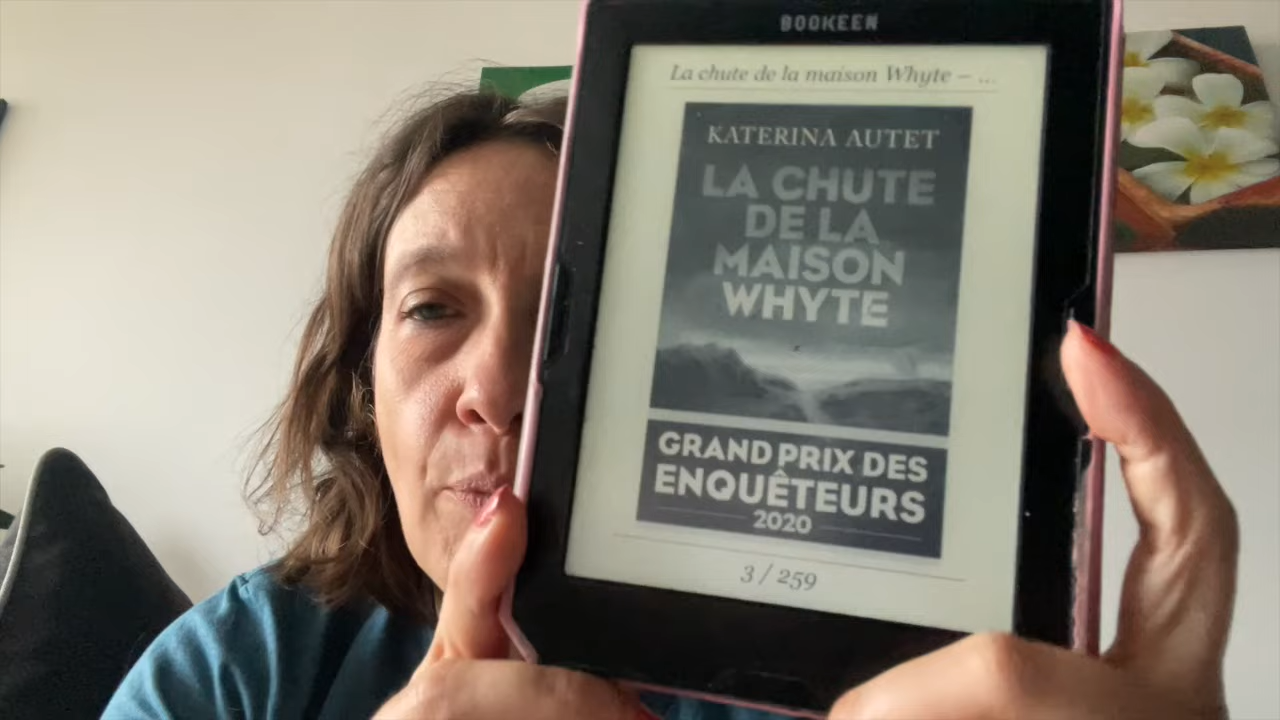 BOOKEEN
La chute de la maison Whyte – ...
KATERINA AUTET
LA CHUTE
DE LA
MAISON
WHYTE
GRAND PRIX DES
ENQUÊTEURS
2020
3 / 259